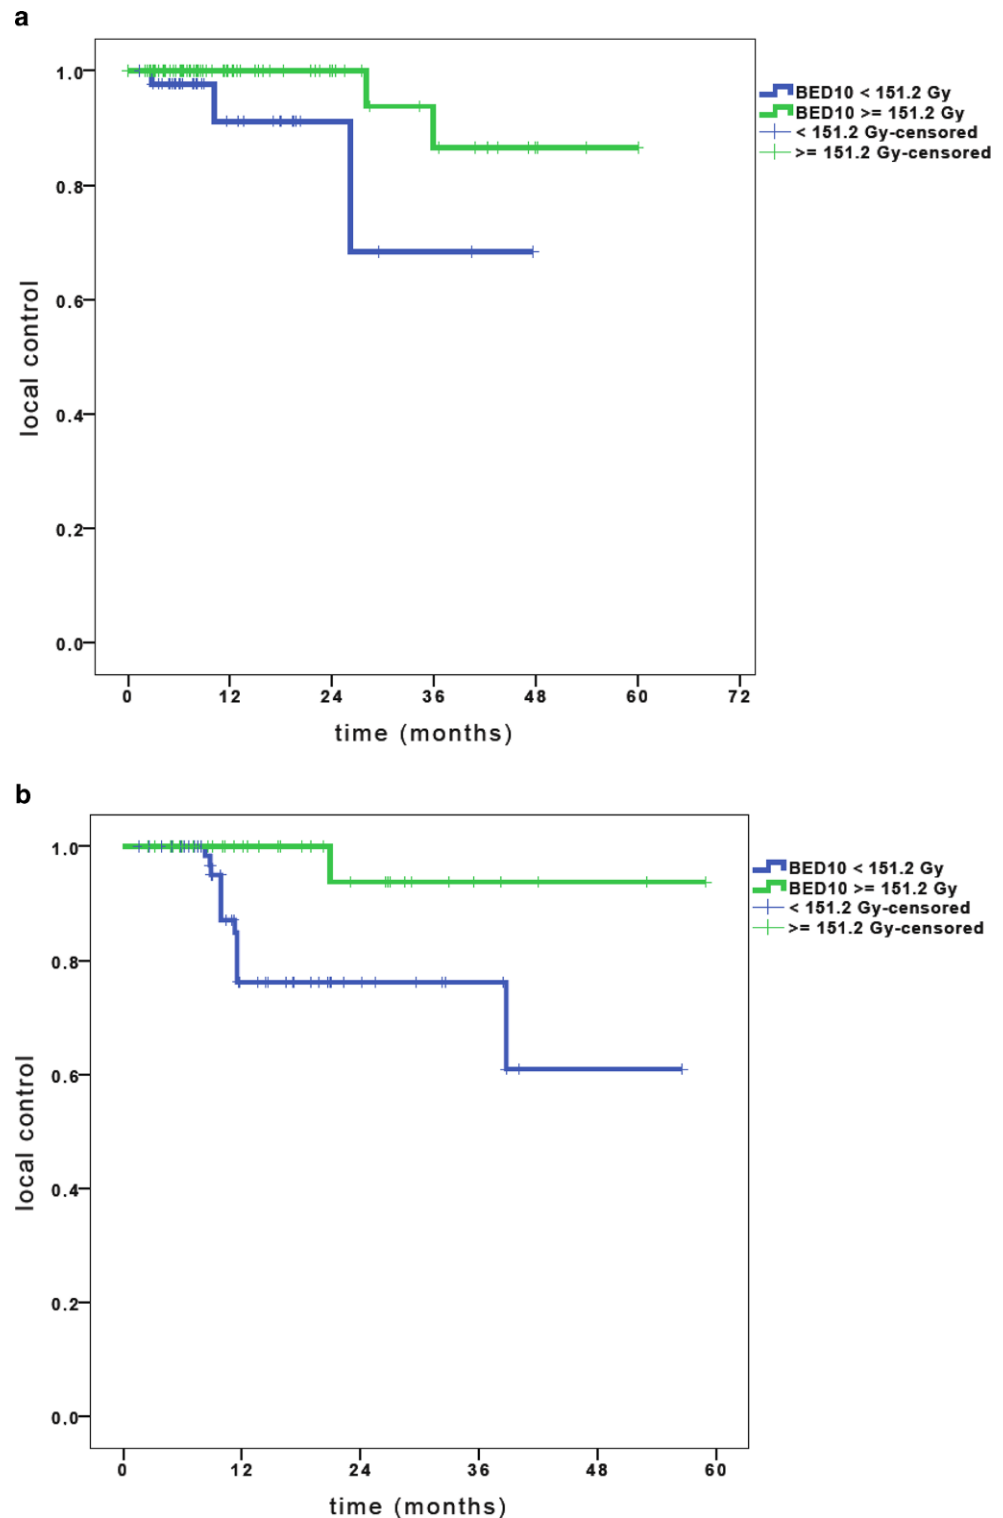 a
1.0
0.8
0.6
0.4
0.2
0.0
local control
0 12 24 36 48 60 72
time (months)
BED10 < 151.2 Gy
BED10 >= 151.2 Gy
< 151.2 Gy-censored
>= 151.2 Gy-censored
b
1.0
0.8
0.6
0.4
0.2
0.0
local control
0 12 24 36 48 60
time (months)
BED10 < 151.2 Gy
BED10 >= 151.2 Gy
< 151.2 Gy-censored
>= 151.2 Gy-censored